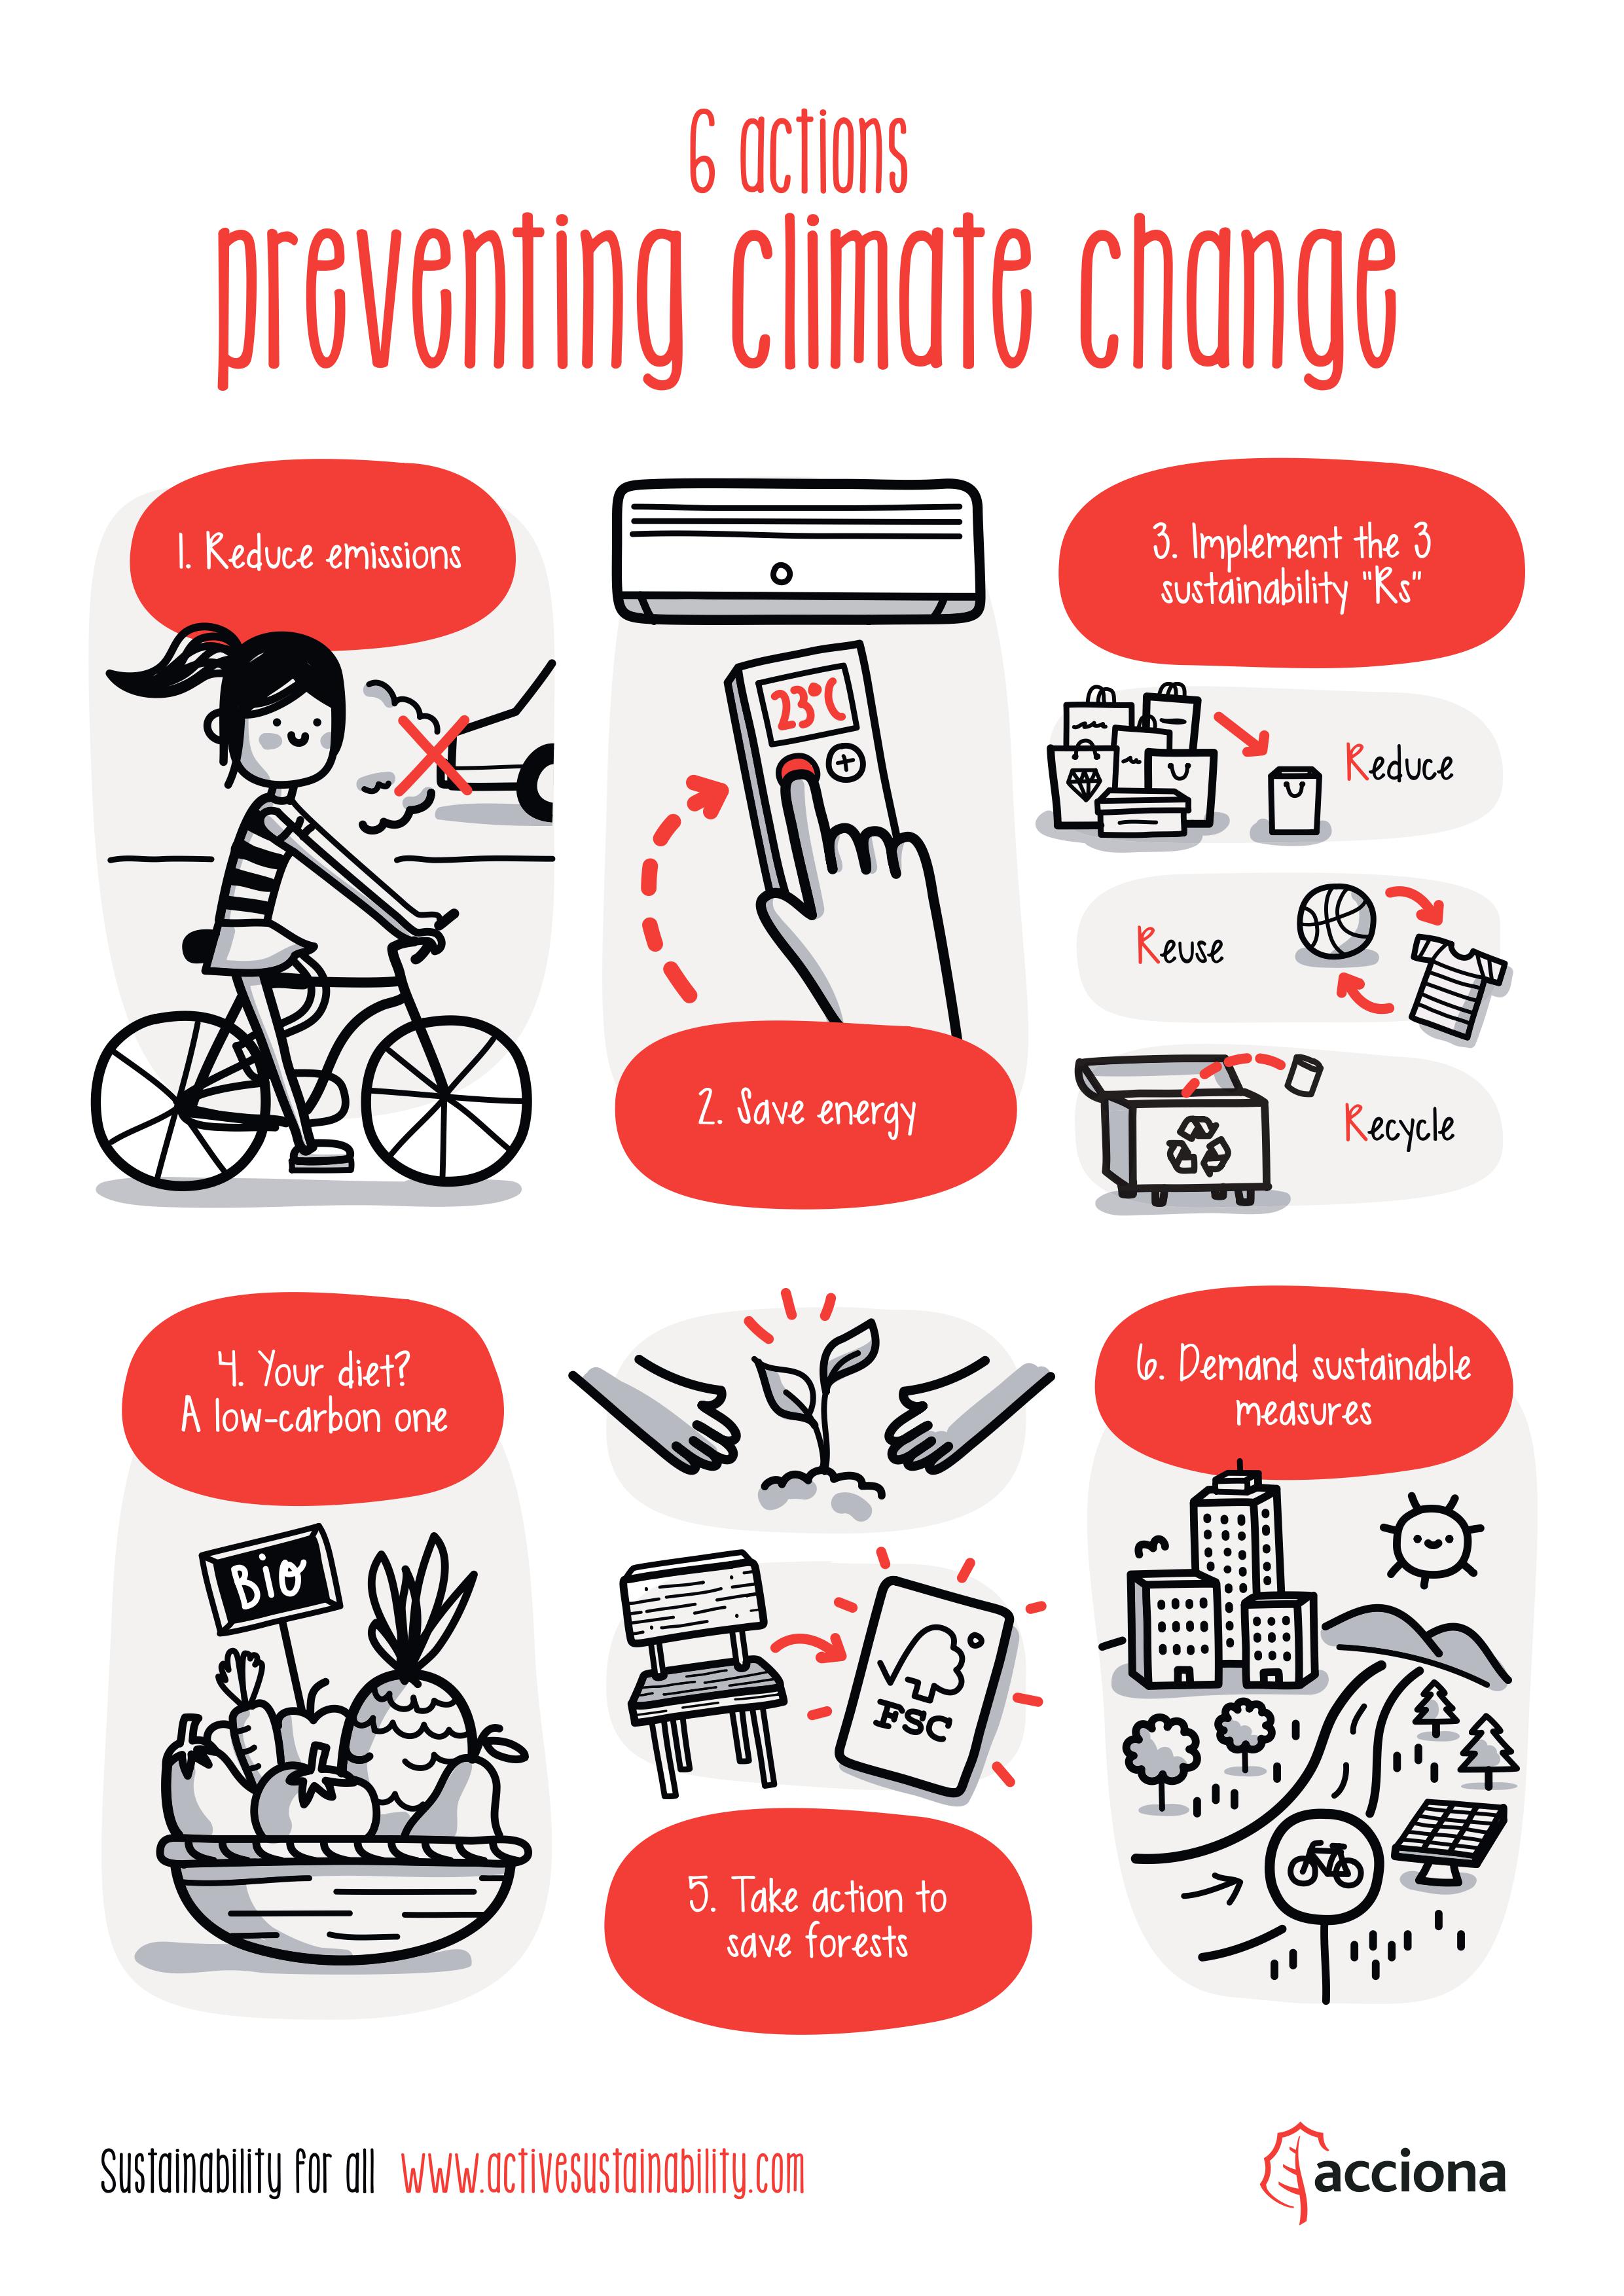 6 actions
preventing climate change
1. Reduce emissions
23°C
+
2. Save energy
3. Implement the 3
sustainability "Rs"
Reduce
Reuse
Recycle
4. Your diet?
A low-carbon one
Bio
FSC
5. Take action to
save forests
6. Demand sustainable
measures
Sustainability for all www.activesustainability.com
acciona